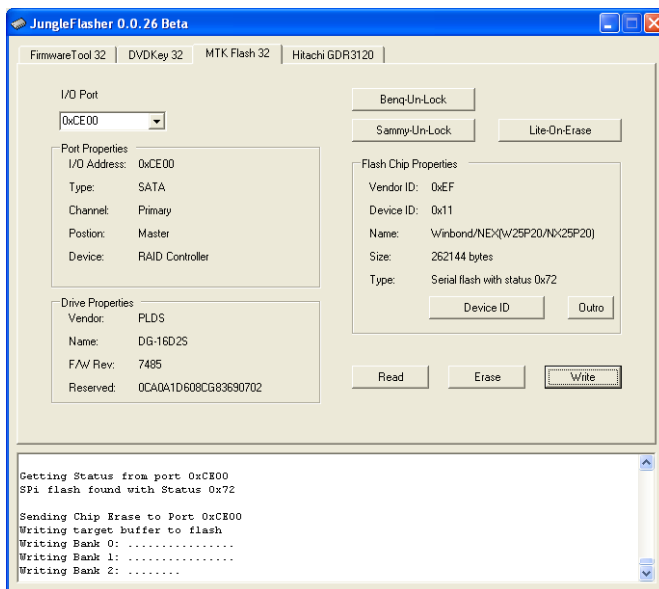 JungleFlasher 0.0.26 Beta
FirmwareTool 32 DVDKey 32 MTK Flash 32 Hitachi GDR3120
I/O Port
0xCE00
Benq-Un-Lock
Sammy-Un-Lock Lite-On-Erase
Port Properties
I/O Address: 0xCE00
Type: SATA
Channel: Primary
Postion: Master
Device: RAID Controller
Flash Chip Properties
Vendor ID: 0xEF
Device ID: 0x11
Name: Winbond/NEX(W25P20/NX25P20)
Size: 262144 bytes
Type: Serial flash with status 0x72
Device ID Outro
Drive Properties
Vendor: PLDS
Name: DG-16D2S
F/W Rev: 7485
Reserved: 0CA0A1D608CG83690702
Read Erase Write
Getting Status from port 0xCE00
SPi flash found with Status 0x72
Sending Chip Erase to Port 0xCE00
Writing target buffer to flash
Writing Bank 0: ................
Writing Bank 1: ................
Writing Bank 2: ........